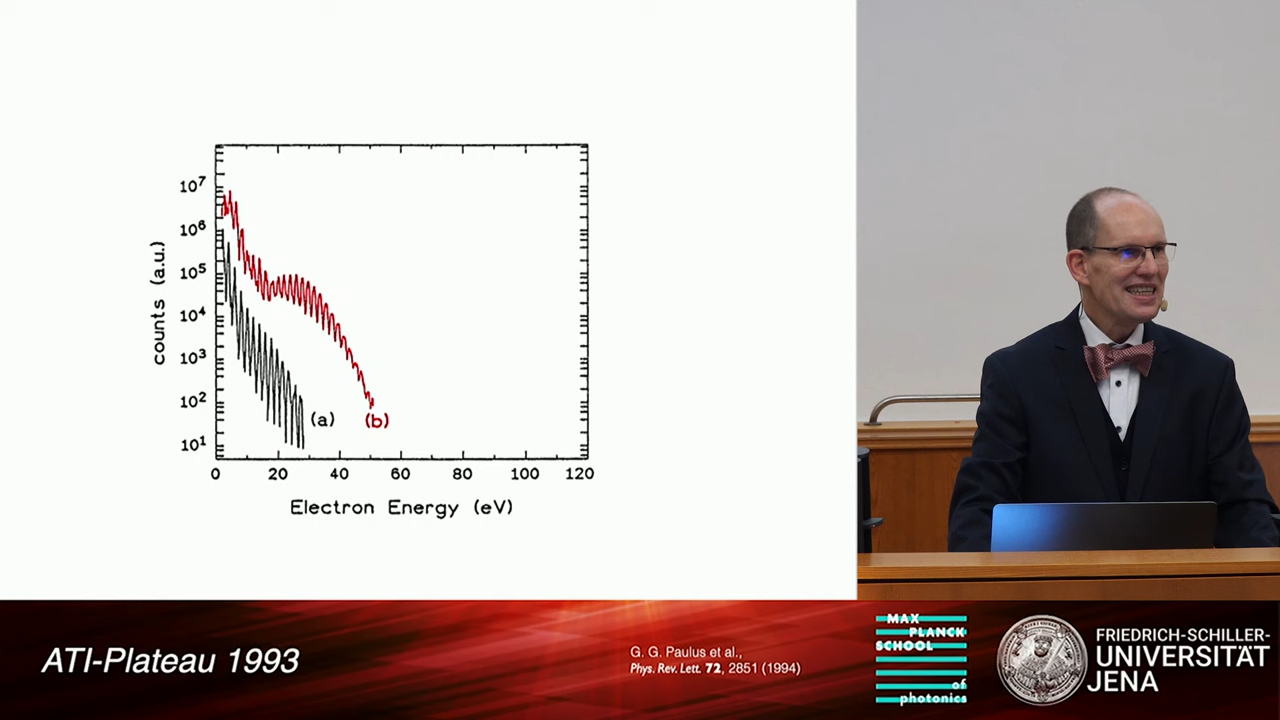 10⁷
10⁶
10⁵
10⁴
10³
10²
10¹
counts (a.u.)
(a)
(b)
0 20 40 60 80 100 120
Electron Energy (eV)
ATI-Plateau 1993
G. G. Paulus et al.,
Phys. Rev. Lett. 72, 2851 (1994)
MAX
PLANCK
SCHOOL
of
photonics
FRIEDRICH-SCHILLER-
UNIVERSITÄT
JENA